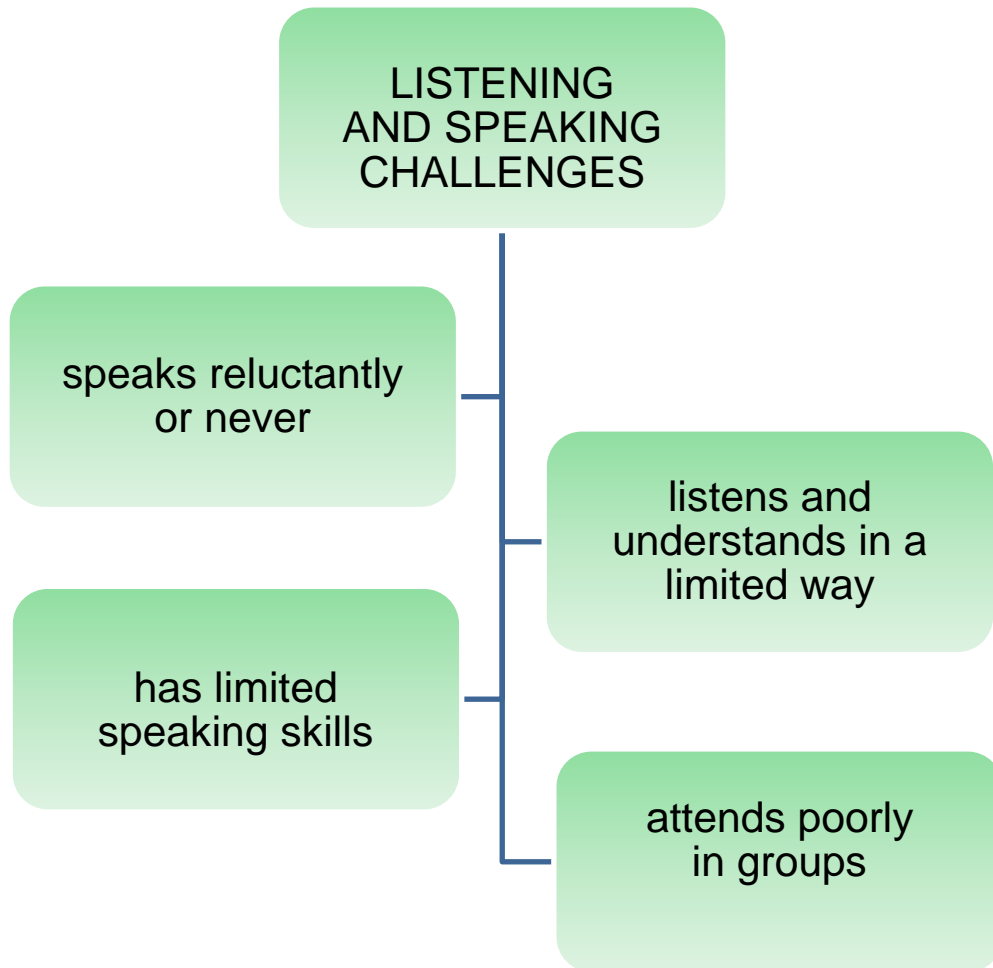 LISTENING
AND SPEAKING
CHALLENGES
speaks reluctantly
or never
listens and
understands in a
limited way
has limited
speaking skills
attends poorly
in groups